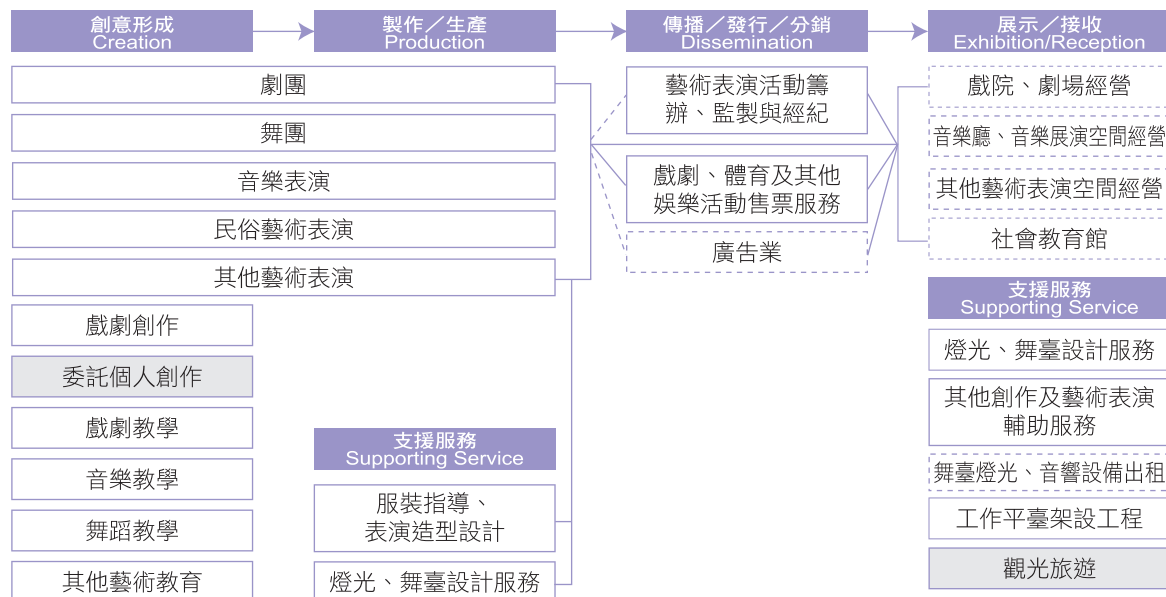 創意形成
Creation
製作／生產
Production
傳播／發行／分銷
Dissemination
展示／接收
Exhibition/Reception
劇團
舞團
音樂表演
民俗藝術表演
其他藝術表演
戲劇創作
委託個人創作
戲劇教學
音樂教學
舞蹈教學
其他藝術教育
支援服務
Supporting Service
服裝指導、
表演造型設計
燈光、舞臺設計服務
藝術表演活動籌
辦、監製與經紀
戲劇、體育及其他
娛樂活動售票服務
廣告業
戲院、劇場經營
音樂廳、音樂展演空間經營
其他藝術表演空間經營
社會教育館
支援服務
Supporting Service
燈光、舞臺設計服務
其他創作及藝術表演
輔助服務
舞臺燈光、音響設備出租
工作平臺架設工程
觀光旅遊